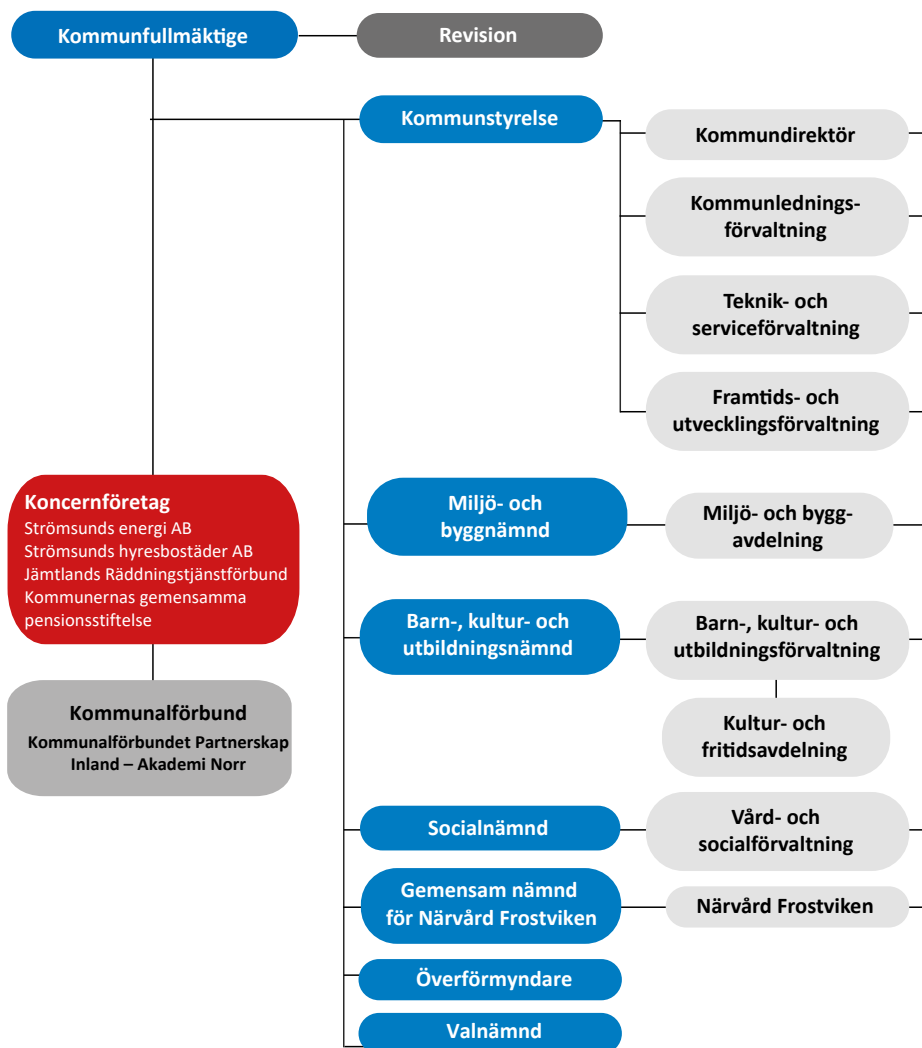 Kommunfullmäktige
Revision
Kommunstyrelse
Kommundirektör
Kommunlednings-
förvaltning
Teknik- och
serviceförvaltning
Framtids- och
utvecklingsförvaltning
Koncernföretag
Strömsunds energi AB
Strömsunds hyresbostäder AB
Jämtlands Räddningstjänstförbund
Kommunernas gemensamma
pensionsstiftelse
Kommunalförbund
Kommunalförbundet Partnerskap
Inland – Akademi Norr
Miljö- och
byggnämnd
Miljö- och bygg-
avdelning
Barn-, kultur- och
utbildningsnämnd
Barn-, kultur- och
utbildningsförvaltning
Kultur- och
fritidsavdelning
Socialnämnd
Vård- och
socialförvaltning
Gemensam nämnd
för Närvård Frostviken
Närvård Frostviken
Överförmyndare
Valnämnd